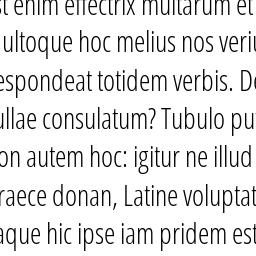 st enim effectrix multarum et
ultoque hoc melius nos veriu
espondeat totidem verbis. De
ullae consulatum? Tubulo pu
on autem hoc: igitur ne illud
raece donan, Latine voluptat
aque hic ipse iam pridem est